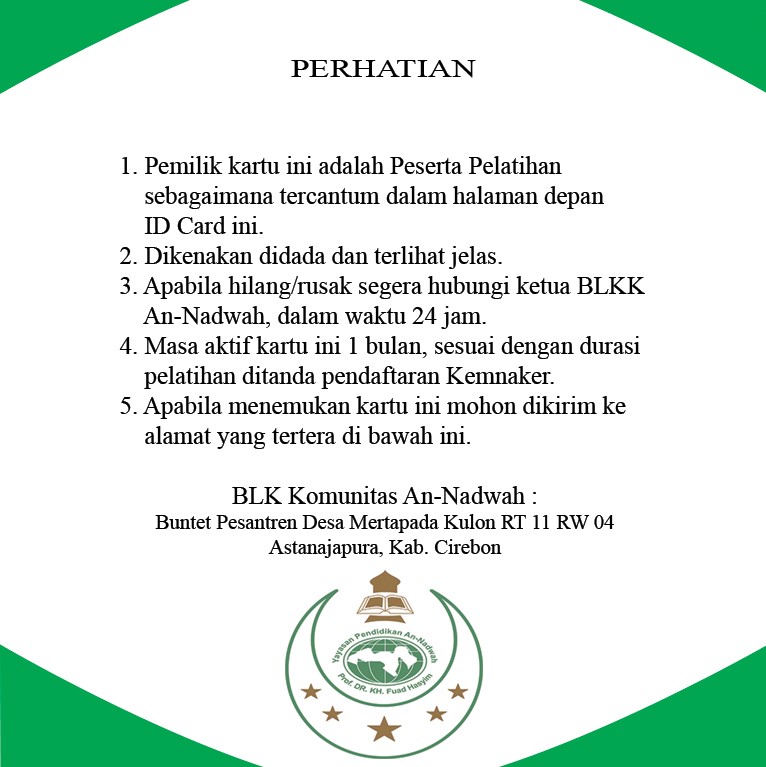 PERHATIAN
1. Pemilik kartu ini adalah Peserta Pelatihan
sebagaimana tercantum dalam halaman depan
ID Card ini.
2. Dikenakan didada dan terlihat jelas.
3. Apabila hilang/rusak segera hubungi ketua BLKK
An-Nadwah, dalam waktu 24 jam.
4. Masa aktif kartu ini 1 bulan, sesuai dengan durasi
pelatihan ditanda pendaftaran Kemnaker.
5. Apabila menemukan kartu ini mohon dikirim ke
alamat yang tertera di bawah ini.
BLK Komunitas An-Nadwah :
Buntet Pesantren Desa Mertapada Kulon RT 11 RW 04
Astanajapura, Kab. Cirebon
Yayasan Pendidikan An-Nadwah
Prof. DR. KH. Fuad Hasyim